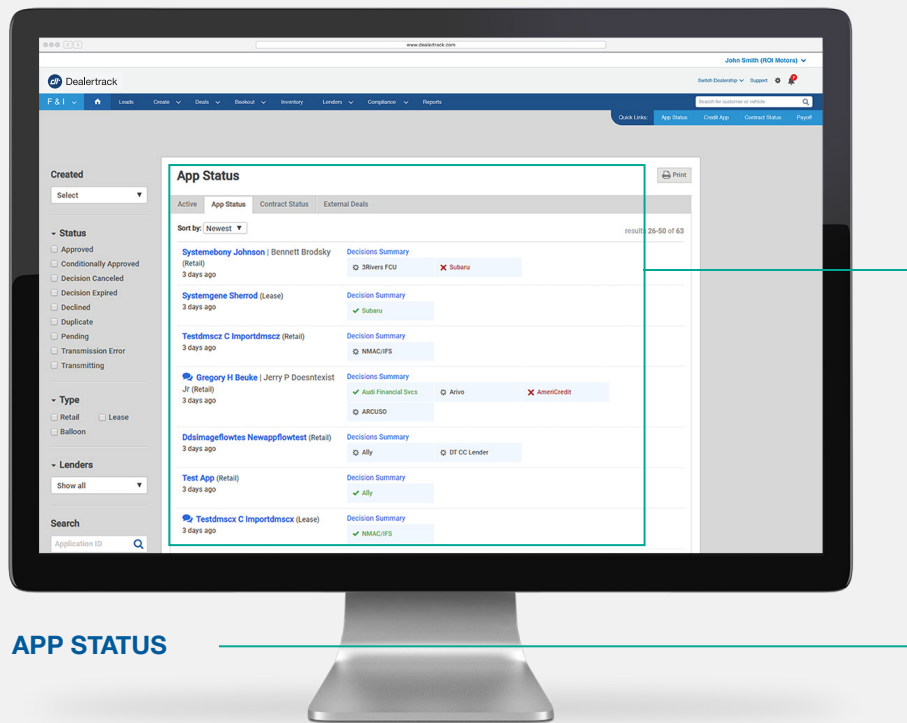 www.dealertrack.com
John Smith (ROI Motors)
dt Dealertrack
Switch Dealership Support
F & I Leads Create Deals Bookout Inventory Lenders Compliance Reports
Search for customer or vehicle
Quick Links: App Status Credit App Contract Status Payoff
Created
Select
Status
Approved
Conditionally Approved
Decision Canceled
Decision Expired
Declined
Duplicate
Pending
Transmission Error
Transmitting
Type
Retail Lease
Balloon
Lenders
Show all
Search
Application ID
App Status
Print
Active App Status Contract Status External Deals
Sort by: Newest
results 26-50 of 63
Systemebony Johnson | Bennett Brodsky
(Retail)
3 days ago
Decisions Summary
3Rivers FCU Subaru
Systemgene Sherrod (Lease)
3 days ago
Decision Summary
Subaru
Testdmscz C Importdmscz (Retail)
3 days ago
Decision Summary
NMAC/IFS
Gregory H Beuke | Jerry P Doesntexist
Jr (Retail)
3 days ago
Decisions Summary
Audi Financial Svcs Arivo AmeriCredit
ARCUSO
Ddsimageflowtes Newappflowtest (Retail)
3 days ago
Decisions Summary
Ally DT CC Lender
Test App (Retail)
3 days ago
Decision Summary
Ally
Testdmscx C Importdmscx (Lease)
3 days ago
Decision Summary
NMAC/IFS
APP STATUS